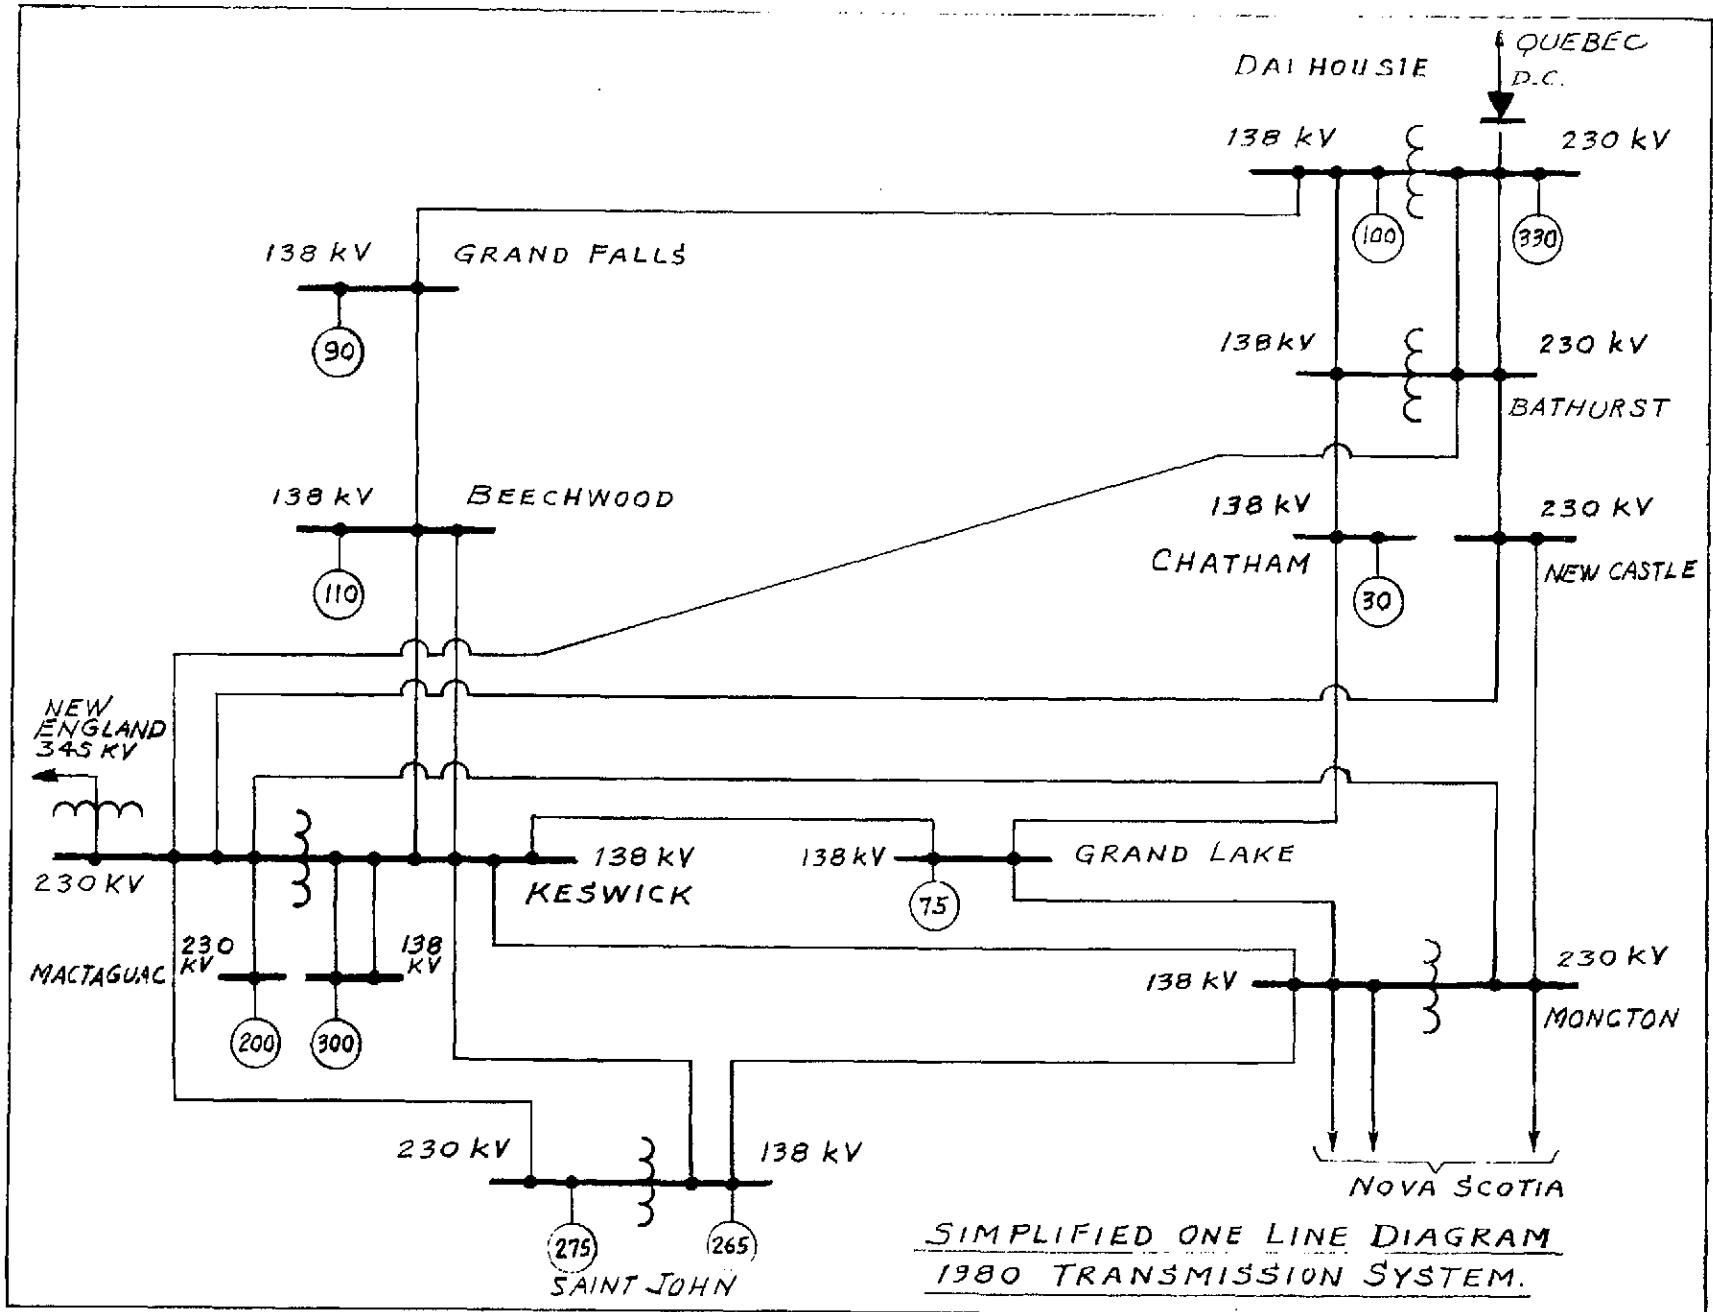 QUEBEC
D.C.
DALHOUSIE
138 kV
230 kV
100
330
138 kV
GRAND FALLS
90
138 kV
230 kV
BATHURST
138 kV
BEECHWOOD
110
138 kV
230 kV
CHATHAM
NEW CASTLE
30
NEW
ENGLAND
345 KV
230 KV
138 kV
KESWICK
138 kV
GRAND LAKE
75
MACTAGUAC
230
KV
138
KV
200
300
138 kV
230 kV
MONCTON
230 kV
138 kV
275
265
SAINT JOHN
NOVA SCOTIA
SIMPLIFIED ONE LINE DIAGRAM
1980 TRANSMISSION SYSTEM.